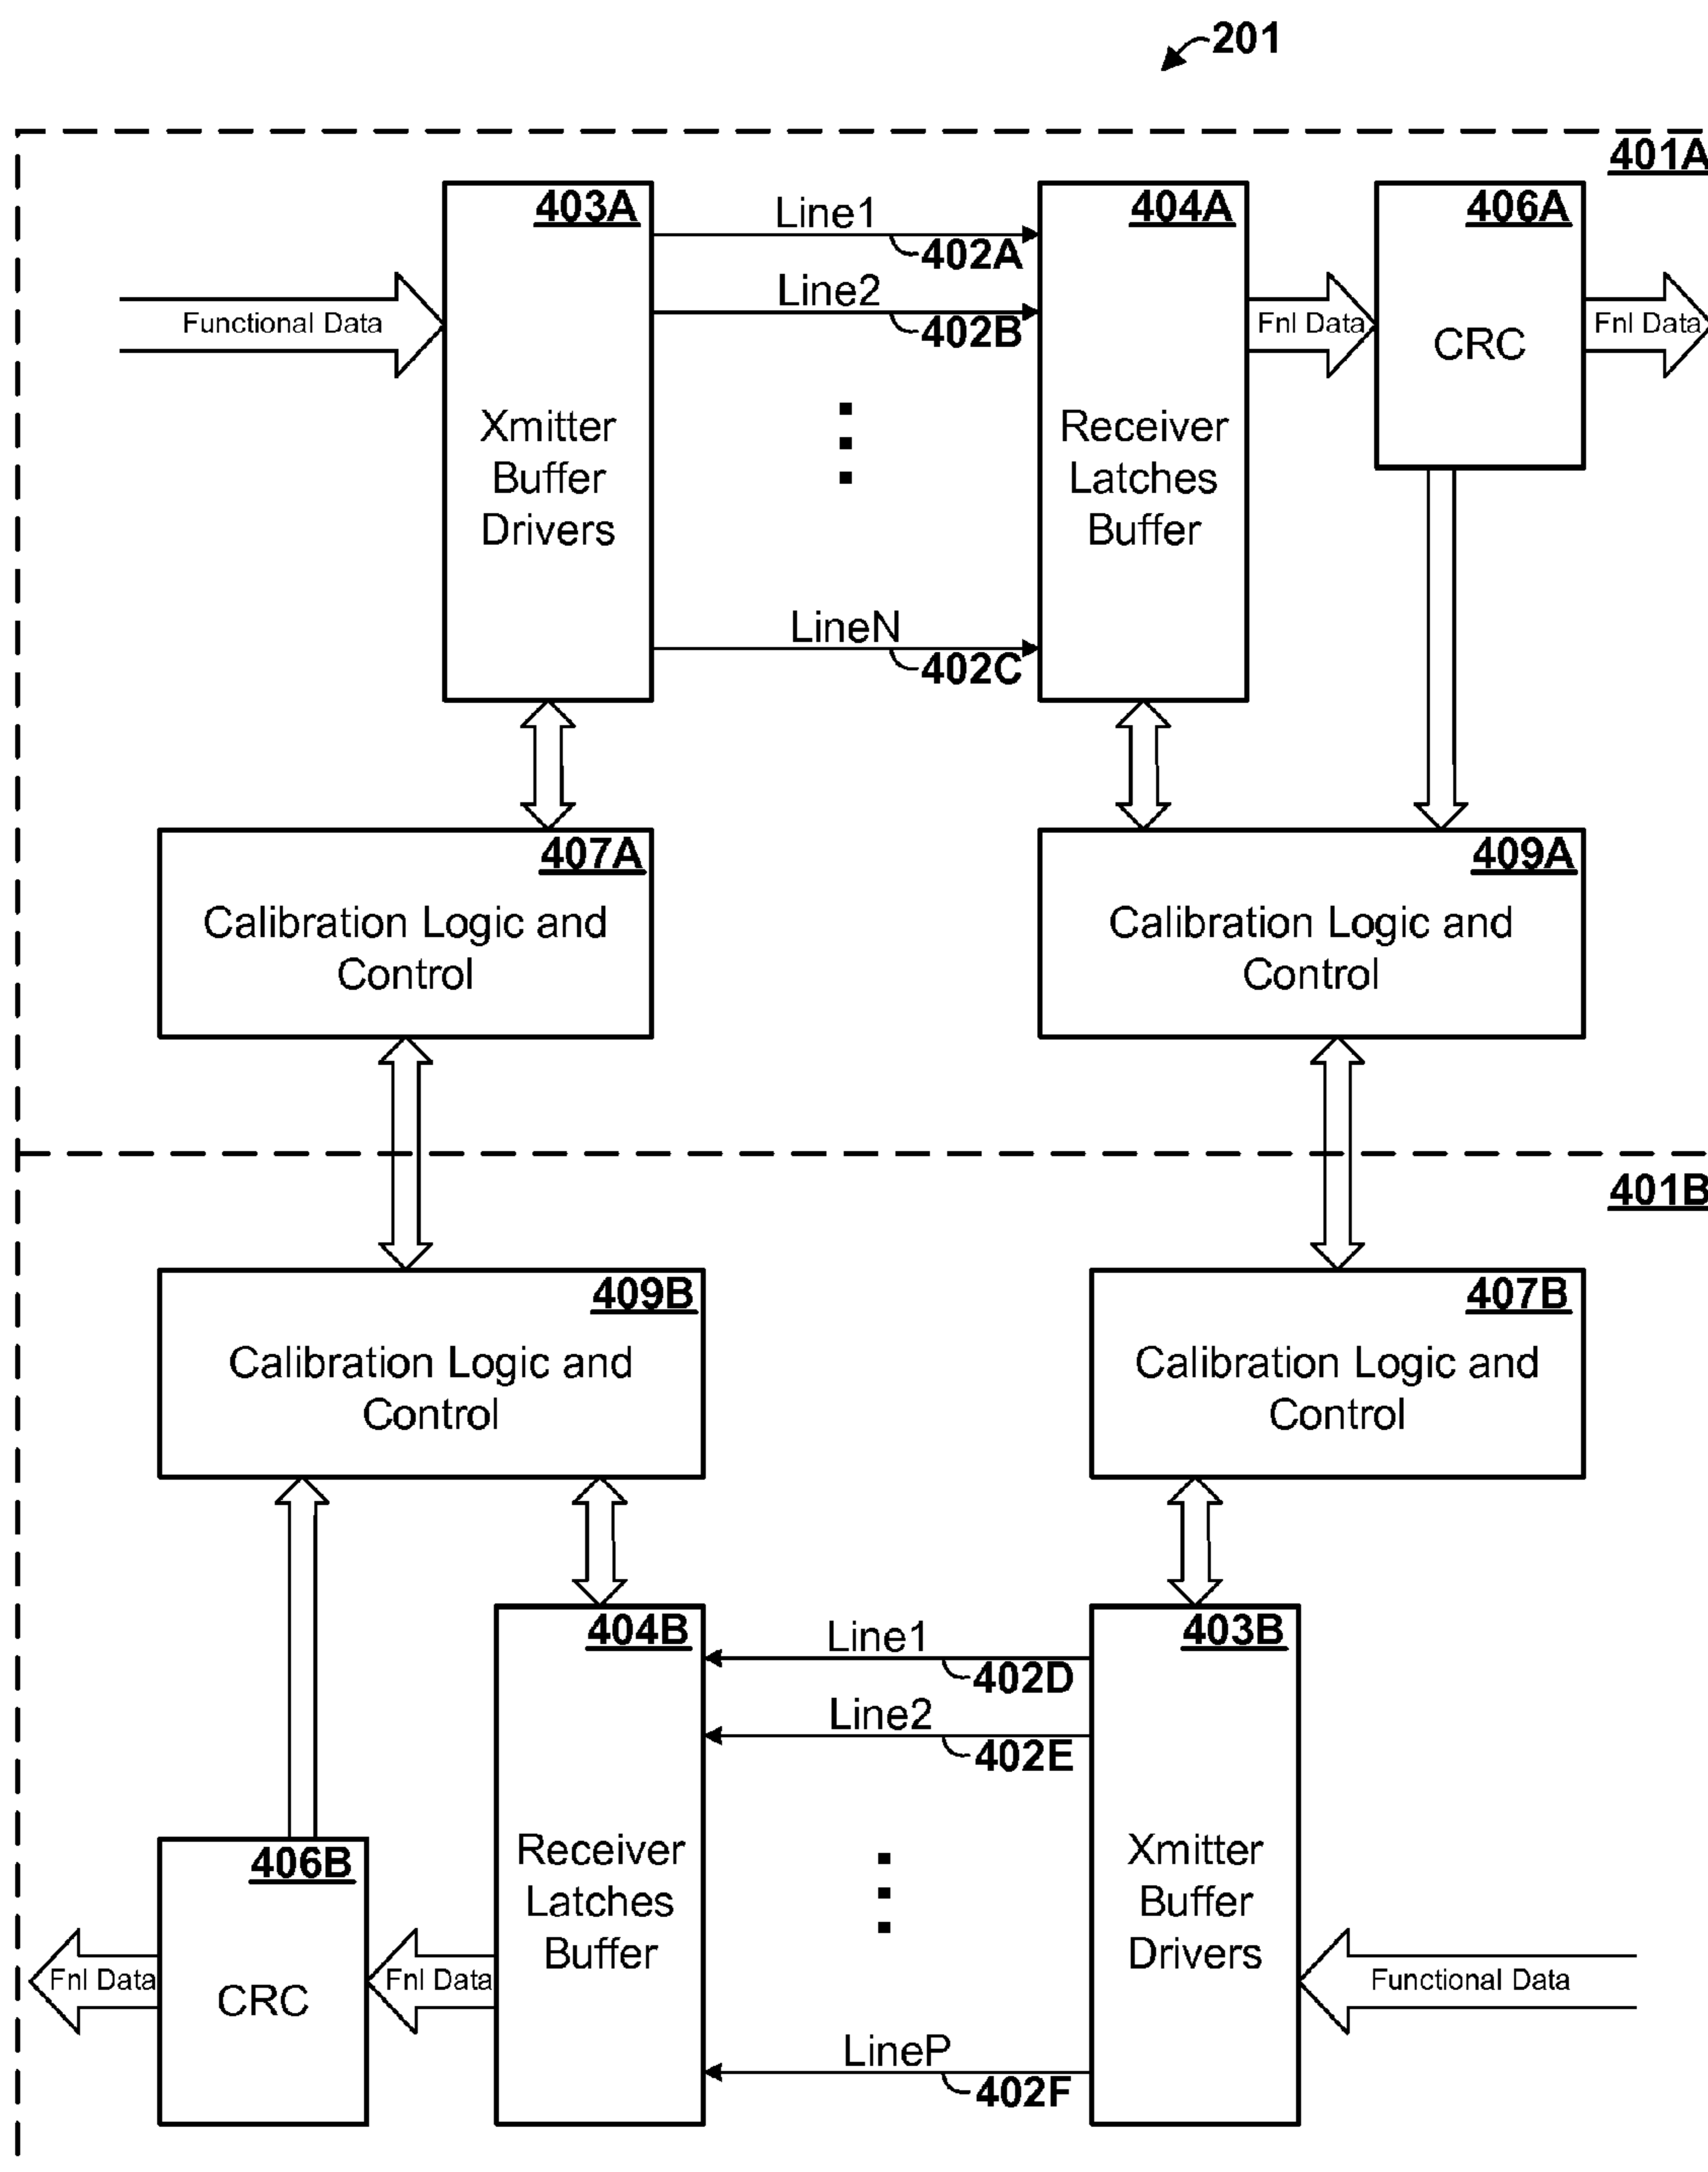 201
401A
403A
Line1
402A
404A
406A
Line2
402B
Functional Data
Fnl Data
CRC
Fnl Data
Xmitter
Buffer
Drivers
Receiver
Latches
Buffer
LineN
402C
407A
Calibration Logic and
Control
409A
Calibration Logic and
Control
401B
409B
Calibration Logic and
Control
407B
Calibration Logic and
Control
404B
Line1
402D
403B
Line2
402E
Receiver
Latches
Buffer
Xmitter
Buffer
Drivers
406B
Fnl Data
CRC
Fnl Data
Functional Data
LineP
402F